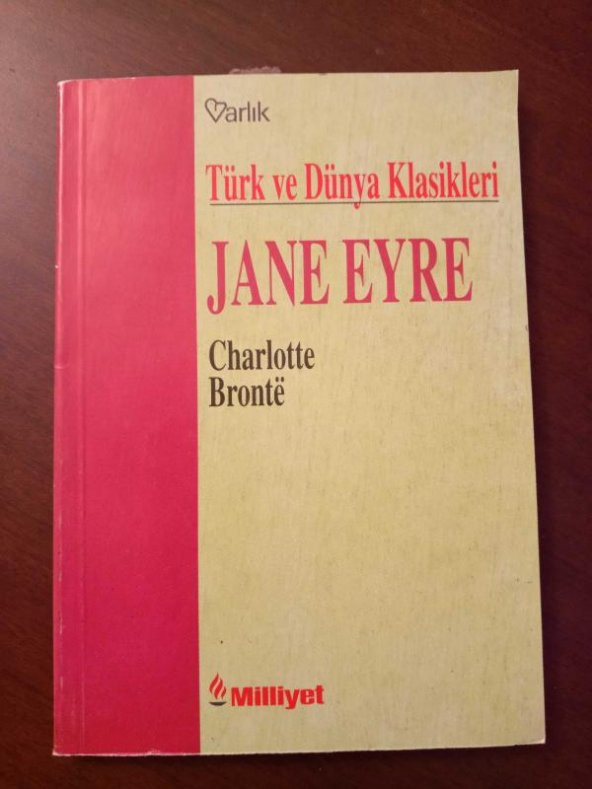 Varlık
Türk ve Dünya Klasikleri
JANE EYRE
Charlotte
Brontë
Milliyet